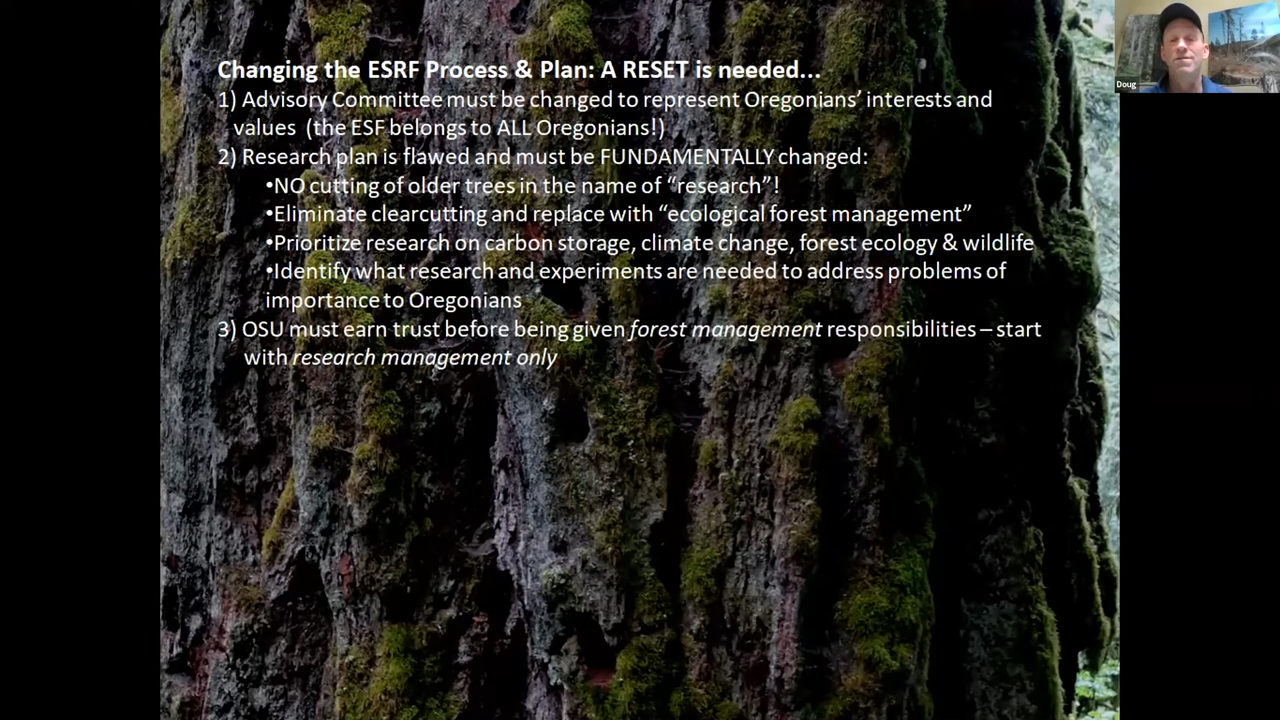 Changing the ESRF Process & Plan: A RESET is needed...
1) Advisory Committee must be changed to represent Oregonians' interests and
values (the ESF belongs to ALL Oregonians!)
2) Research plan is flawed and must be FUNDAMENTALLY changed:
•NO cutting of older trees in the name of “research”!
•Eliminate clearcutting and replace with “ecological forest management”
•Prioritize research on carbon storage, climate change, forest ecology & wildlife
•Identify what research and experiments are needed to address problems of
importance to Oregonians
3) OSU must earn trust before being given forest management responsibilities – start
with research management only
Doug